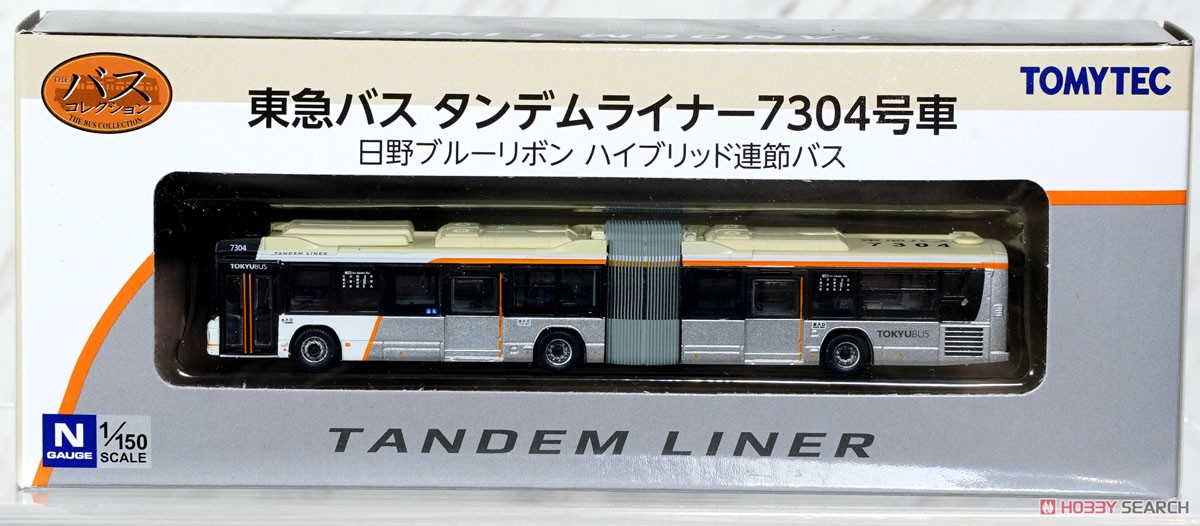 TANDEM LINER
THE
バス
コレクション
THE BUS COLLECTION
東急バス タンデムライナー7304号車
TOMYTEC
日野ブルーリボン ハイブリッド連節バス
7304
7304
TANDEM LINER
TOKYUBUS
TOKYUBUS
N
GAUGE
1/150
SCALE
TANDEM LINER
HOBBY SEARCH